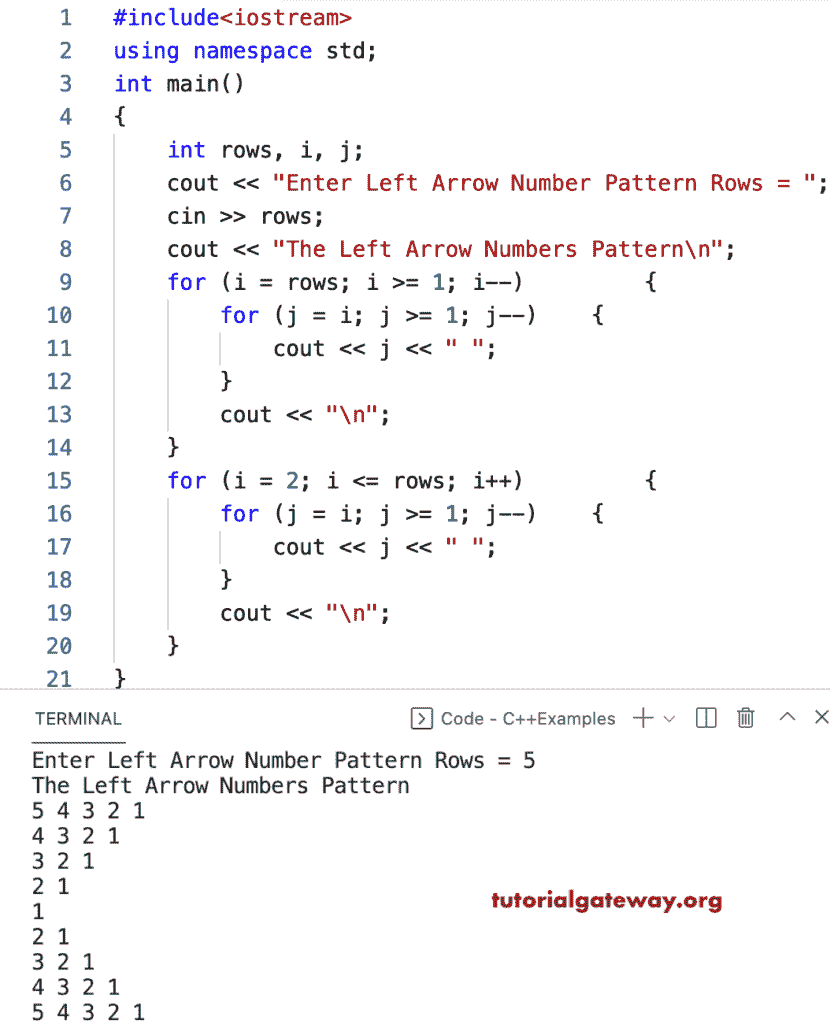 1 #include<iostream>
2 using namespace std;
3 int main()
4 {
5 int rows, i, j;
6 cout << "Enter Left Arrow Number Pattern Rows = ";
7 cin >> rows;
8 cout << "The Left Arrow Numbers Pattern\n";
9 for (i = rows; i >= 1; i--) {
10 for (j = i; j >= 1; j--) {
11 cout << j << " ";
12 }
13 cout << "\n";
14 }
15 for (i = 2; i <= rows; i++) {
16 for (j = i; j >= 1; j--) {
17 cout << j << " ";
18 }
19 cout << "\n";
20 }
21 }
TERMINAL Code - C++Examples
Enter Left Arrow Number Pattern Rows = 5
The Left Arrow Numbers Pattern
5 4 3 2 1
4 3 2 1
3 2 1
2 1
tutorialgateway.org
1
2 1
3 2 1
4 3 2 1
5 4 3 2 1